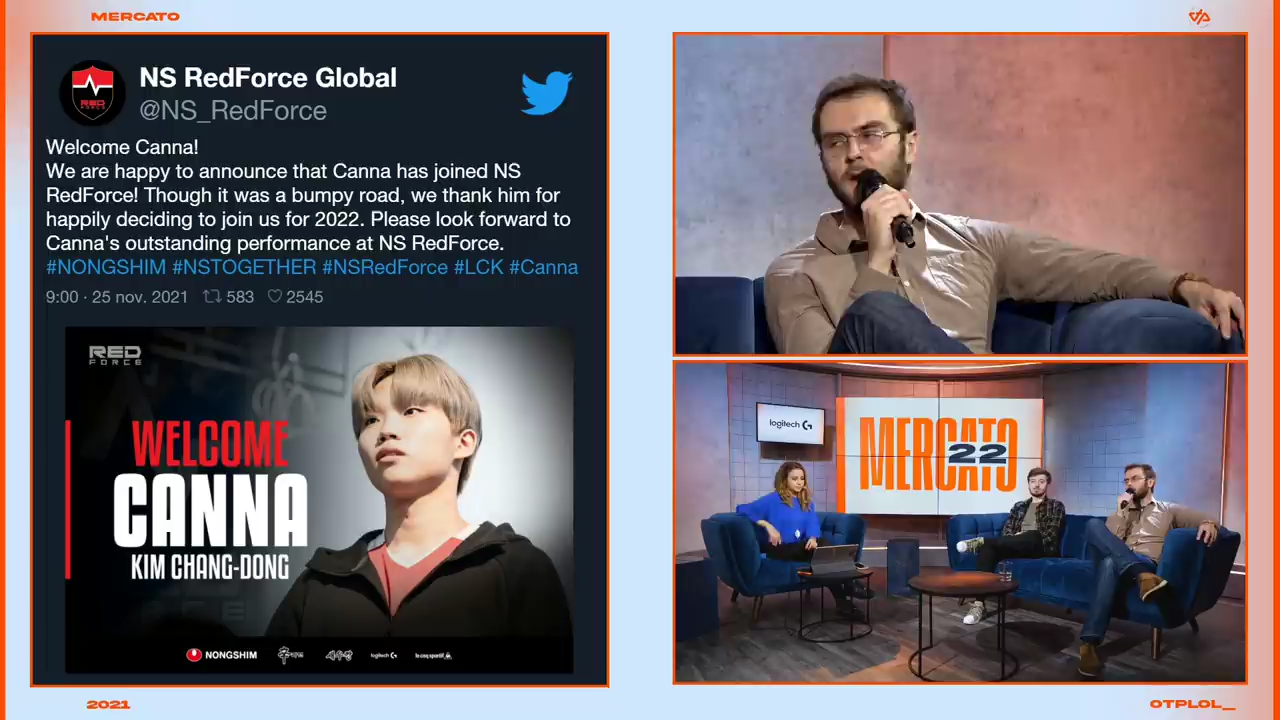 MERCATO
NS RedForce Global
@NS_RedForce
Welcome Canna!
We are happy to announce that Canna has joined NS
RedForce! Though it was a bumpy road, we thank him for
happily deciding to join us for 2022. Please look forward to
Canna's outstanding performance at NS RedForce.
#NONGSHIM #NSTOGETHER #NSRedForce #LCK #Canna
9:00 · 25 nov. 2021 583 2545
RED
FORCE
WELCOME
CANNA
KIM CHANG-DONG
NONGSHIM
logitech G
le coq sportif
logitech G
MERCATO
22
2021
OTPLOL_